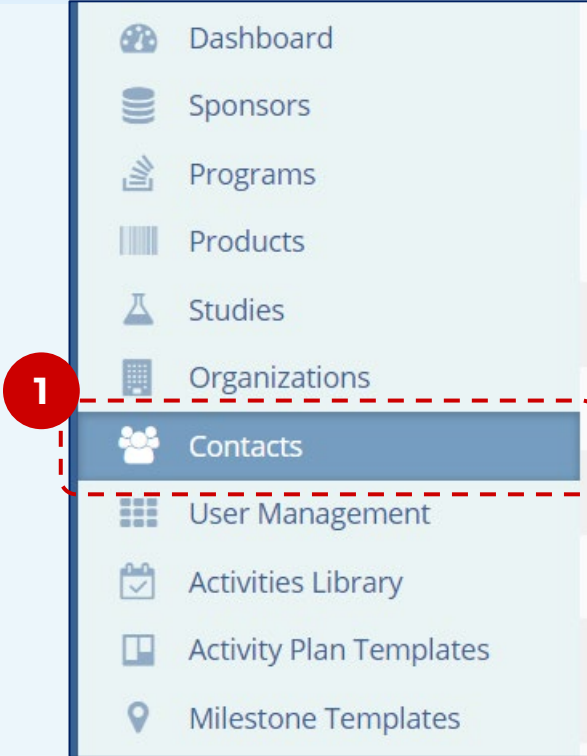 Dashboard
Sponsors
Programs
Products
Studies
Organizations
1
Contacts
User Management
Activities Library
Activity Plan Templates
Milestone Templates